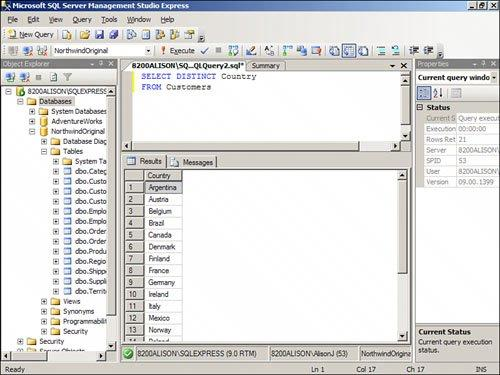 Microsoft SQL Server Management Studio Express
File Edit View Query Tools Window Community Help
New Query
NorthwindOriginal Execute
Object Explorer
8200ALISON\SQLEXPRESS
Databases
System Databases
AdventureWorks
NorthwindOriginal
Database Diag
Tables
System Ta
dbo.Categ
dbo.Custo
dbo.Custo
dbo.Custo
dbo.Emplo
dbo.Emplo
dbo.Order
dbo.Order
dbo.Produ
dbo.Regio
dbo.Shippe
dbo.Suppli
dbo.Territo
Views
Synonyms
Programmabilit
Security
Security
Server Objects
8200ALISON\SQ...QLQuery2.sql* Summary
SELECT DISTINCT Country
FROM Customers
Results Messages
Country
1 Argentina
2 Austria
3 Belgium
4 Brazil
5 Canada
6 Denmark
7 Finland
8 France
9 Germany
10 Ireland
11 Italy
12 Mexico
13 Norway
14 Poland
8200ALISON\SQLEXPRESS (9.0 RTM) 8200ALISON\AlisonJ (53) NorthwindOrigina
Properties
Current query windo
Status
Current S Query execut
Execution 00:00:00
Rows Ret 21
Server 8200ALISON\
SPID 53
User 8200ALISON\
Version 09.00.1399
Current Status
Current query execution
status.
Ready Ln 1 Col 17 Ch 17 INS